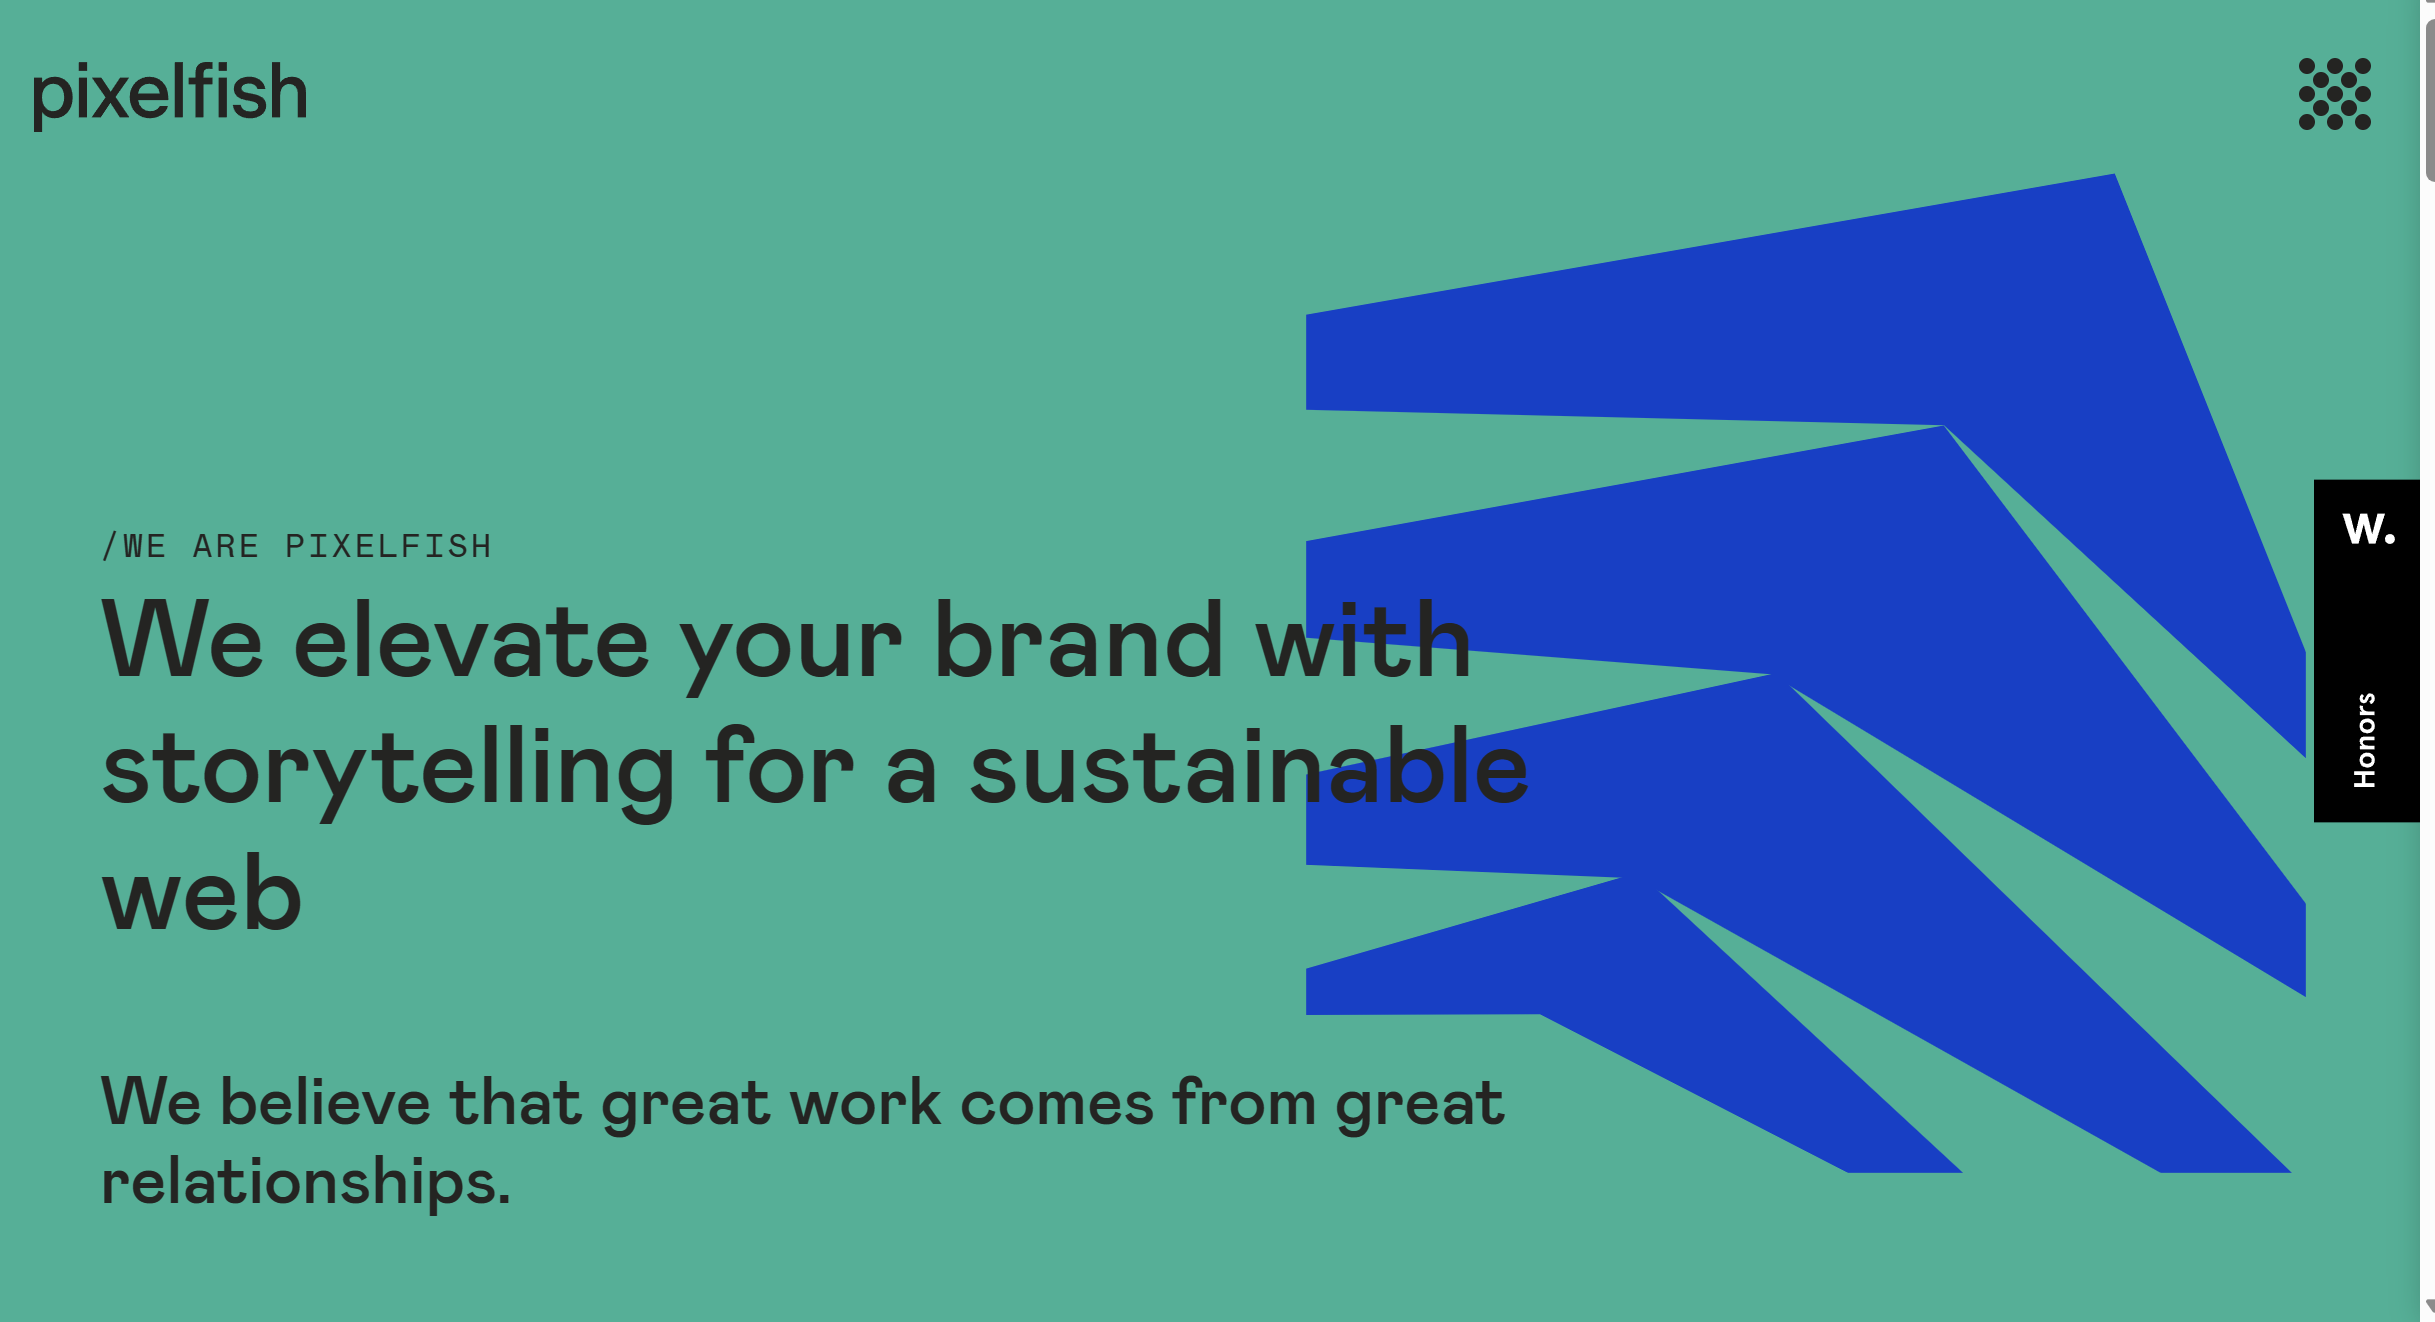 pixelfish
/WE ARE PIXELFISH
We elevate your brand with
storytelling for a sustainable
web
We believe that great work comes from great
relationships.
W.
Honors